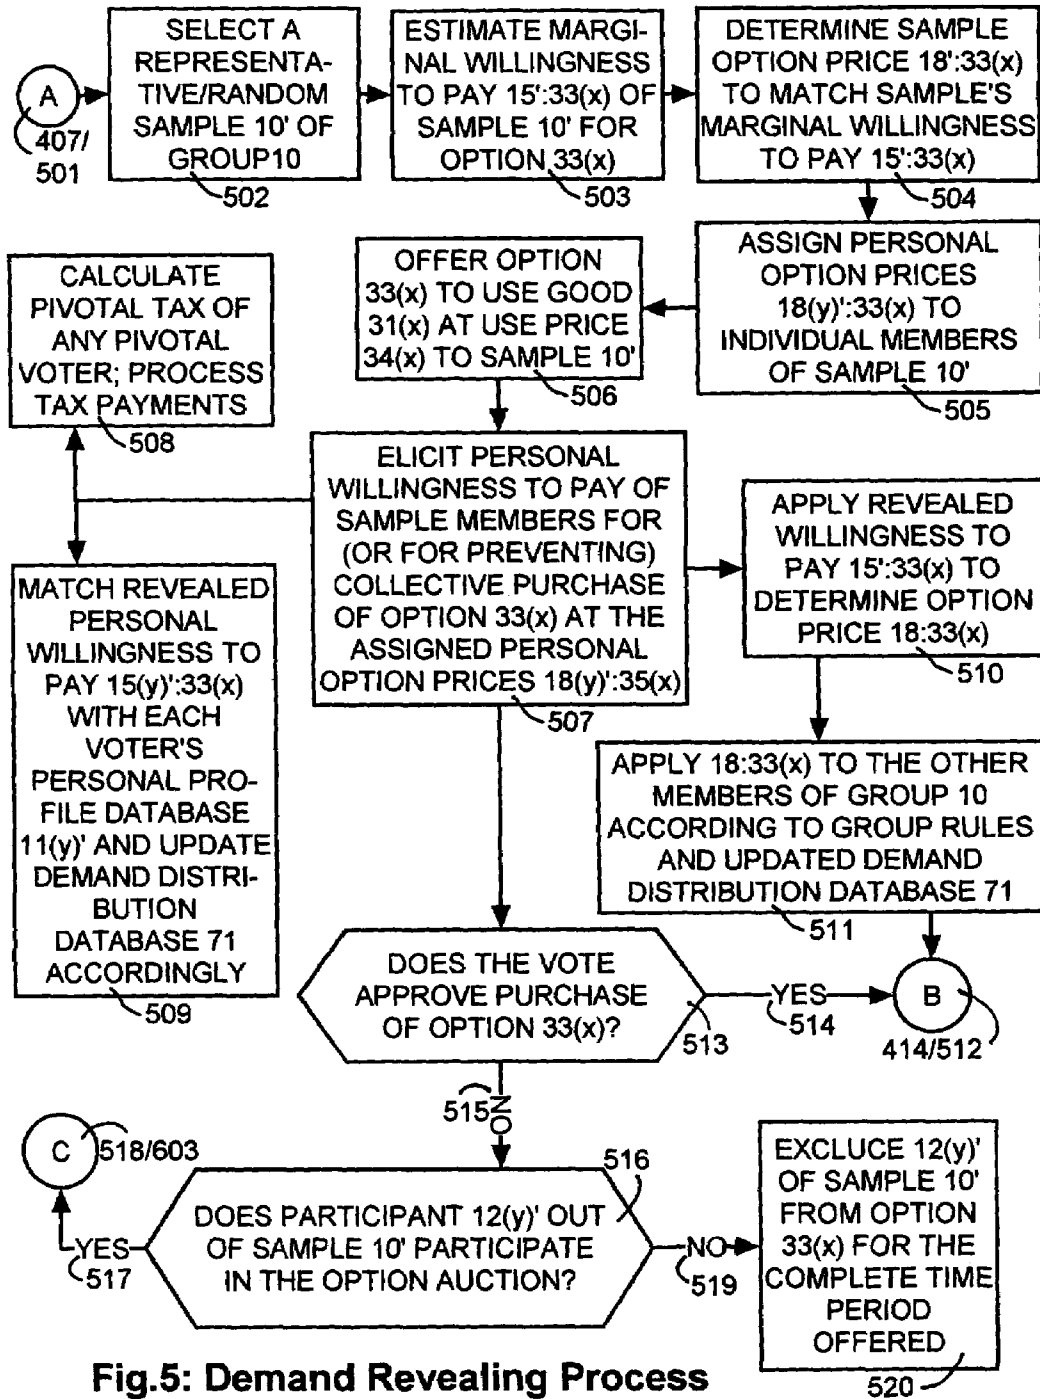 A
407/
501
SELECT A
REPRESENTA-
TIVE/RANDOM
SAMPLE 10' OF
GROUP10
502
ESTIMATE MARGI-
NAL WILLINGNESS
TO PAY 15':33(x) OF
SAMPLE 10' FOR
OPTION 33(x)
503
DETERMINE SAMPLE
OPTION PRICE 18':33(x)
TO MATCH SAMPLE'S
MARGINAL WILLINGNESS
TO PAY 15':33(x)
504
ASSIGN PERSONAL
OPTION PRICES
18(y)':33(x) TO
INDIVIDUAL MEMBERS
OF SAMPLE 10'
505
OFFER OPTION
33(x) TO USE GOOD
31(x) AT USE PRICE
34(x) TO SAMPLE 10'
506
CALCULATE
PIVOTAL TAX OF
ANY PIVOTAL
VOTER; PROCESS
TAX PAYMENTS
508
ELICIT PERSONAL
WILLINGNESS TO PAY OF
SAMPLE MEMBERS FOR
(OR FOR PREVENTING)
COLLECTIVE PURCHASE
OF OPTION 33(x) AT THE
ASSIGNED PERSONAL
OPTION PRICES 18(y)':35(x)
507
APPLY REVEALED
WILLINGNESS TO
PAY 15':33(x) TO
DETERMINE OPTION
PRICE 18:33(x)
510
MATCH REVEALED
PERSONAL
WILLINGNESS TO
PAY 15(y)':33(x)
WITH EACH
VOTER'S
PERSONAL PRO-
FILE DATABASE
11(y)' AND UPDATE
DEMAND DISTRI-
BUTION
DATABASE 71
ACCORDINGLY
509
APPLY 18:33(x) TO THE OTHER
MEMBERS OF GROUP 10
ACCORDING TO GROUP RULES
AND UPDATED DEMAND
DISTRIBUTION DATABASE 71
511
DOES THE VOTE
APPROVE PURCHASE
OF OPTION 33(x)?
513
YES
514
B
414/512
NO
515
C
518/603
516
DOES PARTICIPANT 12(y)' OUT
OF SAMPLE 10' PARTICIPATE
IN THE OPTION AUCTION?
YES
517
NO
519
EXCLUCE 12(y)'
OF SAMPLE 10'
FROM OPTION
33(x) FOR THE
COMPLETE TIME
PERIOD
OFFERED
520
Fig.5: Demand Revealing Process